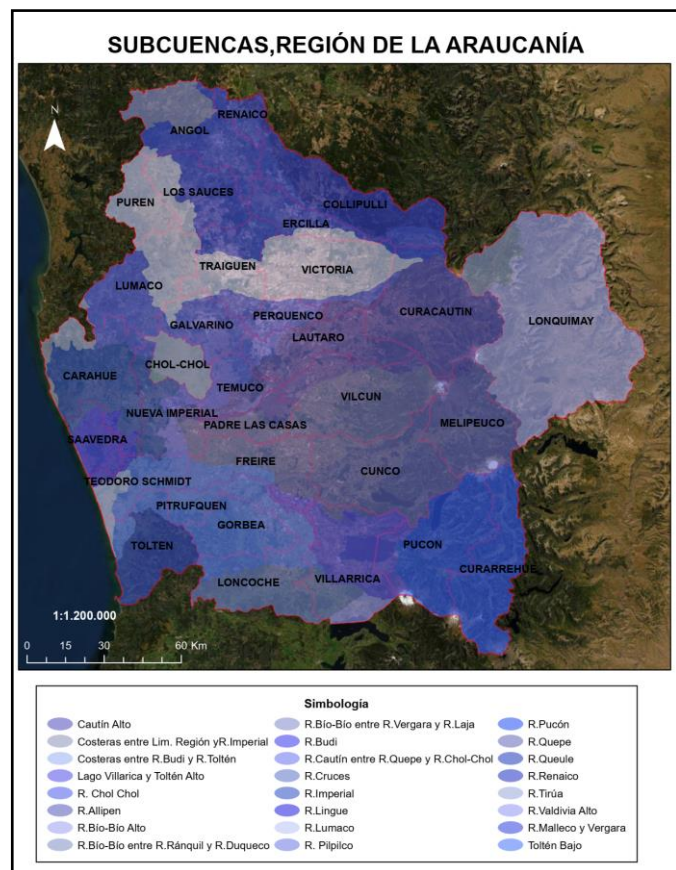 SUBCUENCAS,REGIÓN DE LA ARAUCANÍA
N
RENAICO
ANGOL
LOS SAUCES
PUREN
COLLIPULLI
ERCILLA
TRAIGUEN
VICTORIA
LUMACO
CURACAUTIN
LONQUIMAY
PERQUENCO
GALVARINO
LAUTARO
CHOL-CHOL
CARAHUE
TEMUCO
VILCUN
NUEVA IMPERIAL
PADRE LAS CASAS
MELIPEUCO
SAAVEDRA
FREIRE
CUNCO
TEODORO SCHMIDT
PITRUFQUEN
GORBEA
TOLTEN
PUCON
CURARREHUE
LONCOCHE
VILLARRICA
1:1.200.000
0 15 30 60 Km
Simbología
Cautín Alto
Costeras entre Lim. Región yR.Imperial
Costeras entre R.Budi y R.Toltén
Lago Villarica y Toltén Alto
R. Chol Chol
R.Allipen
R.Bío-Bío Alto
R.Bío-Bío entre R.Ránquil y R.Duqueco
R.Bío-Bío entre R.Vergara y R.Laja
R.Budi
R.Cautín entre R.Quepe y R.Chol-Chol
R.Cruces
R.Imperial
R.Lingue
R.Lumaco
R. Pilpilco
R.Pucón
R.Quepe
R.Queule
R.Renaico
R.Tirúa
R.Valdivia Alto
R.Malleco y Vergara
Toltén Bajo